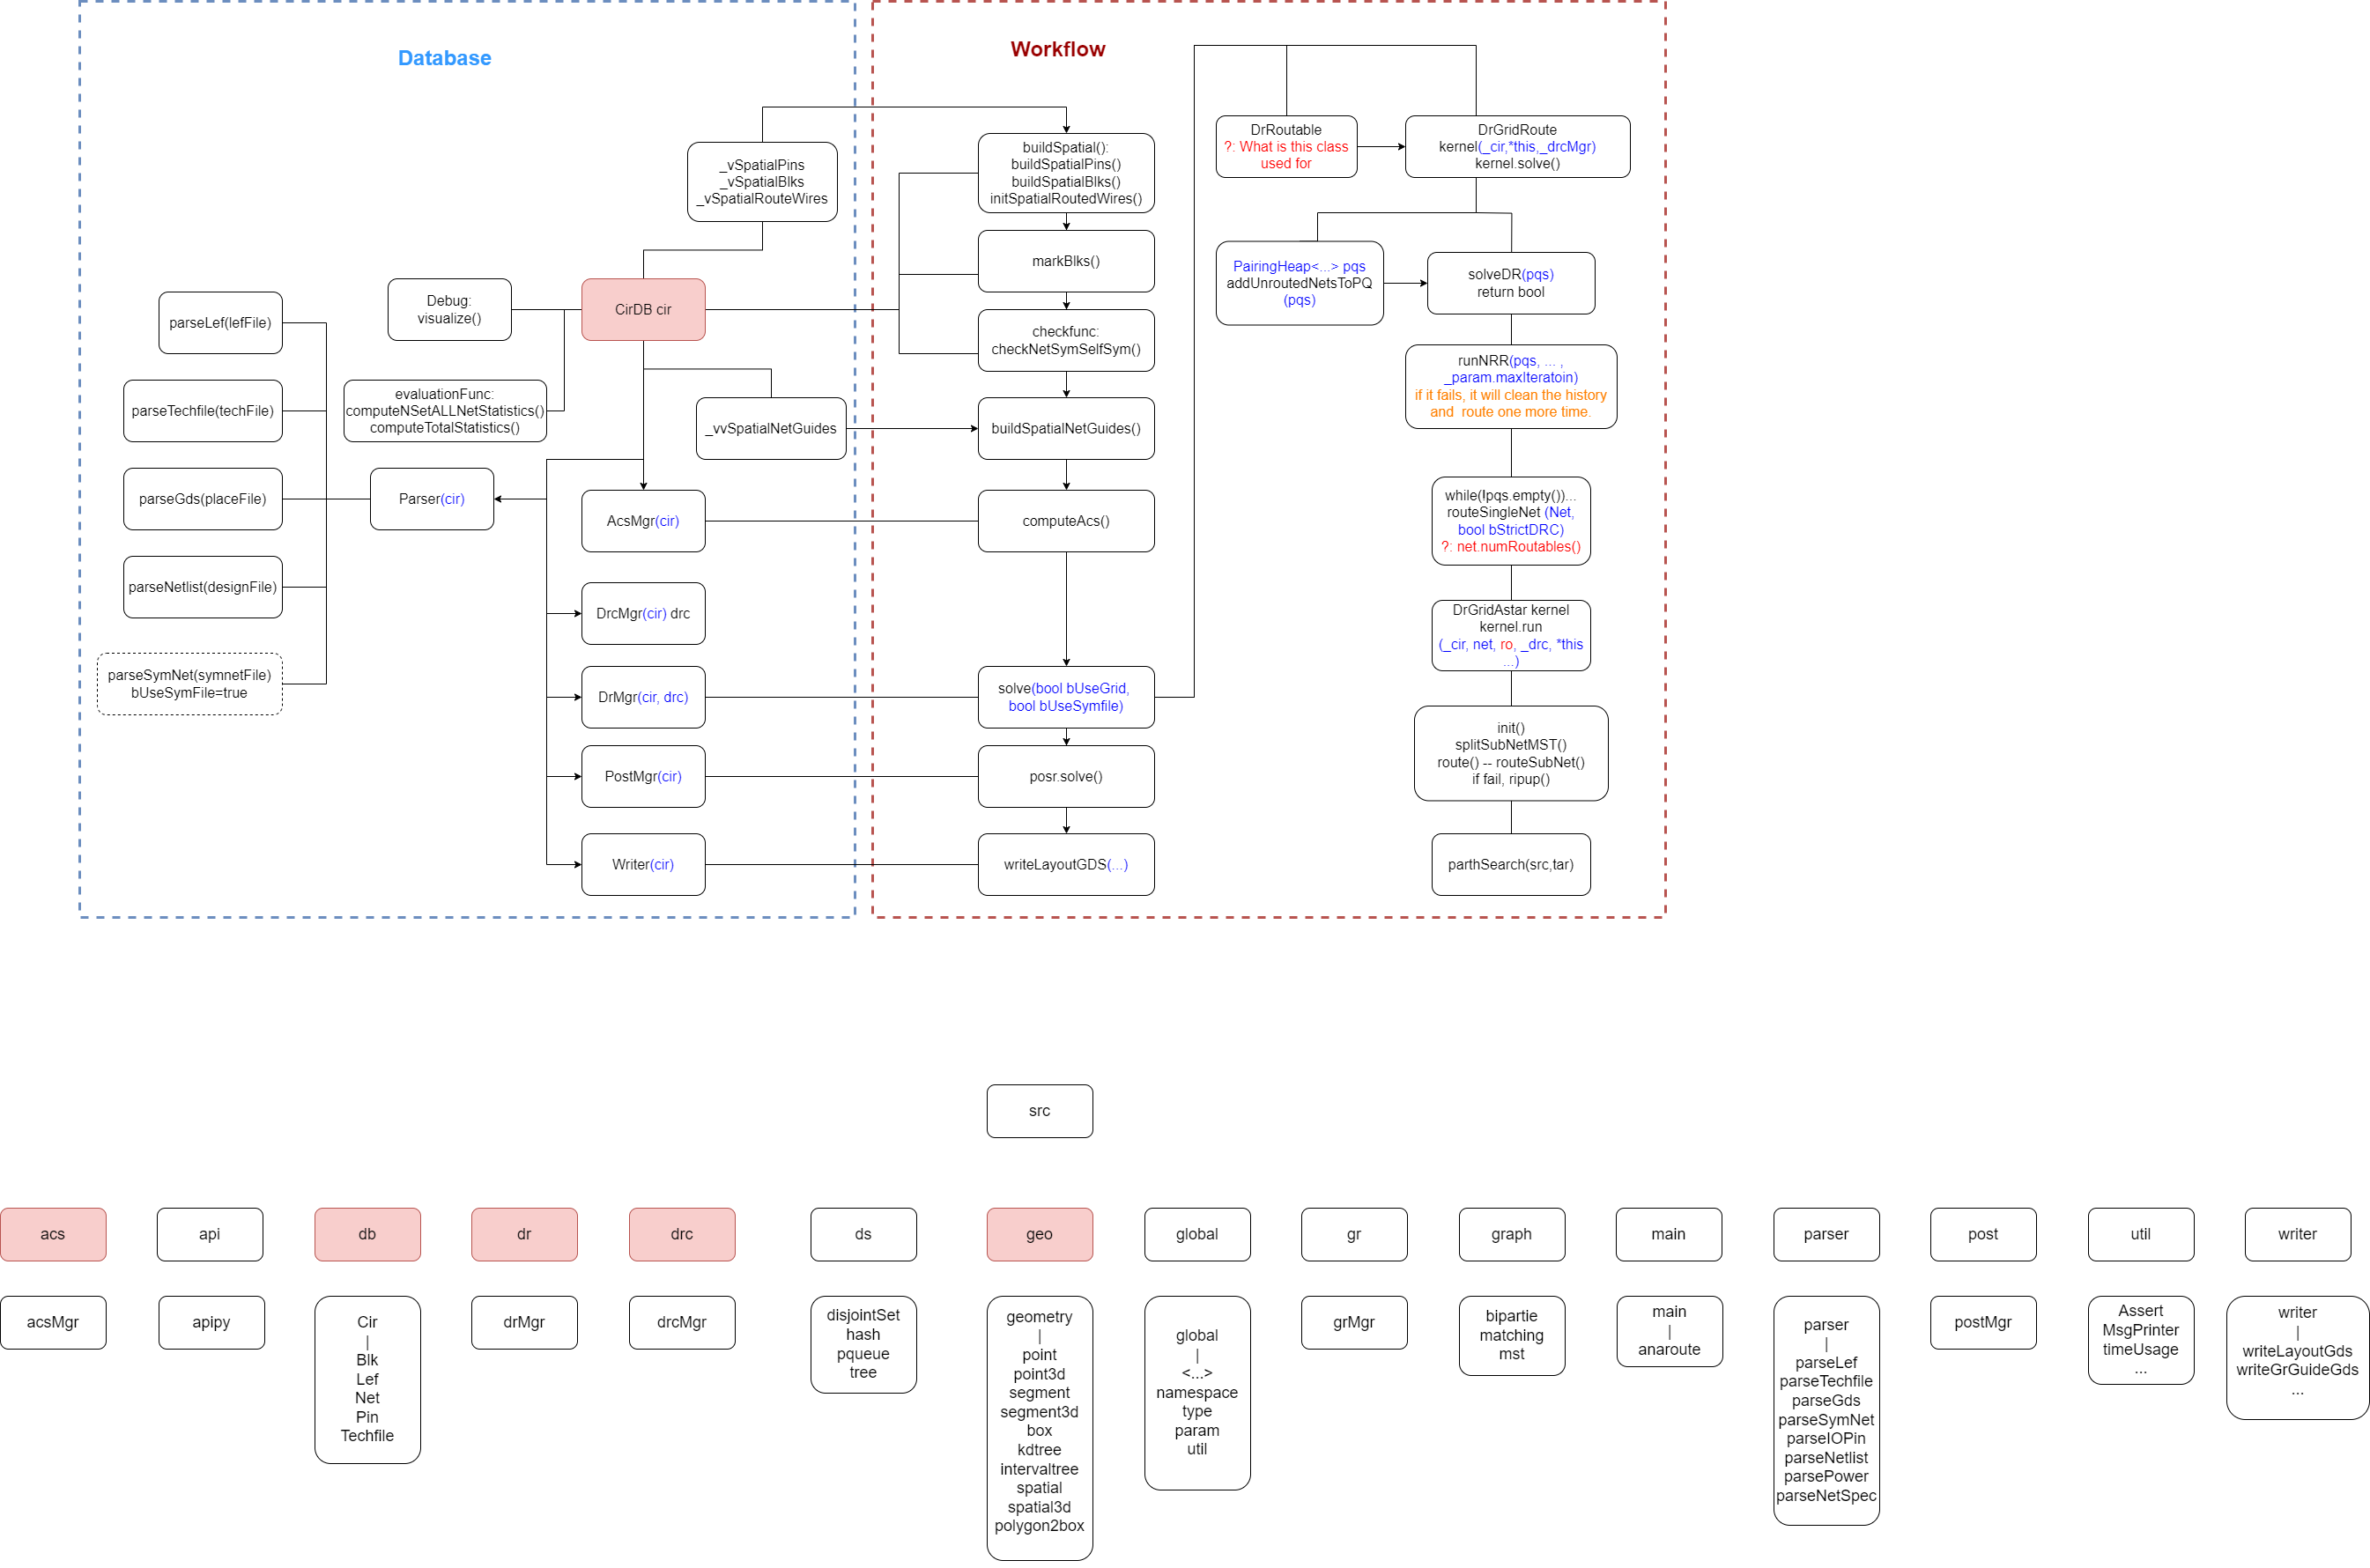 Database
Workflow
_vSpatialPins
_vSpatialBlks
_vSpatialRouteWires
Debug:
visualize()
CirDB cir
evaluationFunc:
computeNSetALLNetStatistics()
computeTotalStatistics()
_vvSpatialNetGuides
parseLef(lefFile)
parseTechfile(techFile)
parseGds(placeFile)
parseNetlist(designFile)
parseSymNet(symnetFile)
bUseSymFile=true
Parser(cir)
AcsMgr(cir)
DrcMgr(cir) drc
DrMgr(cir, drc)
PostMgr(cir)
Writer(cir)
buildSpatial():
buildSpatialPins()
buildSpatialBlks()
initSpatialRoutedWires()
markBlks()
checkfunc:
checkNetSymSelfSym()
buildSpatialNetGuides()
computeAcs()
solve(bool bUseGrid,
bool bUseSymfile)
posr.solve()
writeLayoutGDS(...)
DrRoutable
?: What is this class
used for
DrGridRoute
kernel(_cir,*this,_drcMgr)
kernel.solve()
PairingHeap<...> pqs
addUnroutedNetsToPQ
(pqs)
solveDR(pqs)
return bool
runNRR(pqs, ... ,
_param.maxIteratoin)
if it fails, it will clean the history
and  route one more time.
while(!pqs.empty())...
routeSingleNet (Net,
bool bStrictDRC)
?: net.numRoutables()
DrGridAstar kernel
kernel.run
(_cir, net, ro, _drc, *this
...)
init()
splitSubNetMST()
route() -- routeSubNet()
if fail, ripup()
parthSearch(src,tar)
src
acs
api
db
dr
drc
ds
geo
global
gr
graph
main
parser
post
util
writer
acsMgr
apipy
Cir
|
Blk
Lef
Net
Pin
Techfile
drMgr
drcMgr
disjointSet
hash
pqueue
tree
geometry
|
point
point3d
segment
segment3d
box
kdtree
intervaltree
spatial
spatial3d
polygon2box
global
|
<...>
namespace
type
param
util
grMgr
bipartie
matching
mst
main
|
anaroute
parser
|
parseLef
parseTechfile
parseGds
parseSymNet
parseIOPin
parseNetlist
parsePower
parseNetSpec
postMgr
Assert
MsgPrinter
timeUsage
...
writer
|
writeLayoutGds
writeGrGuideGds
...